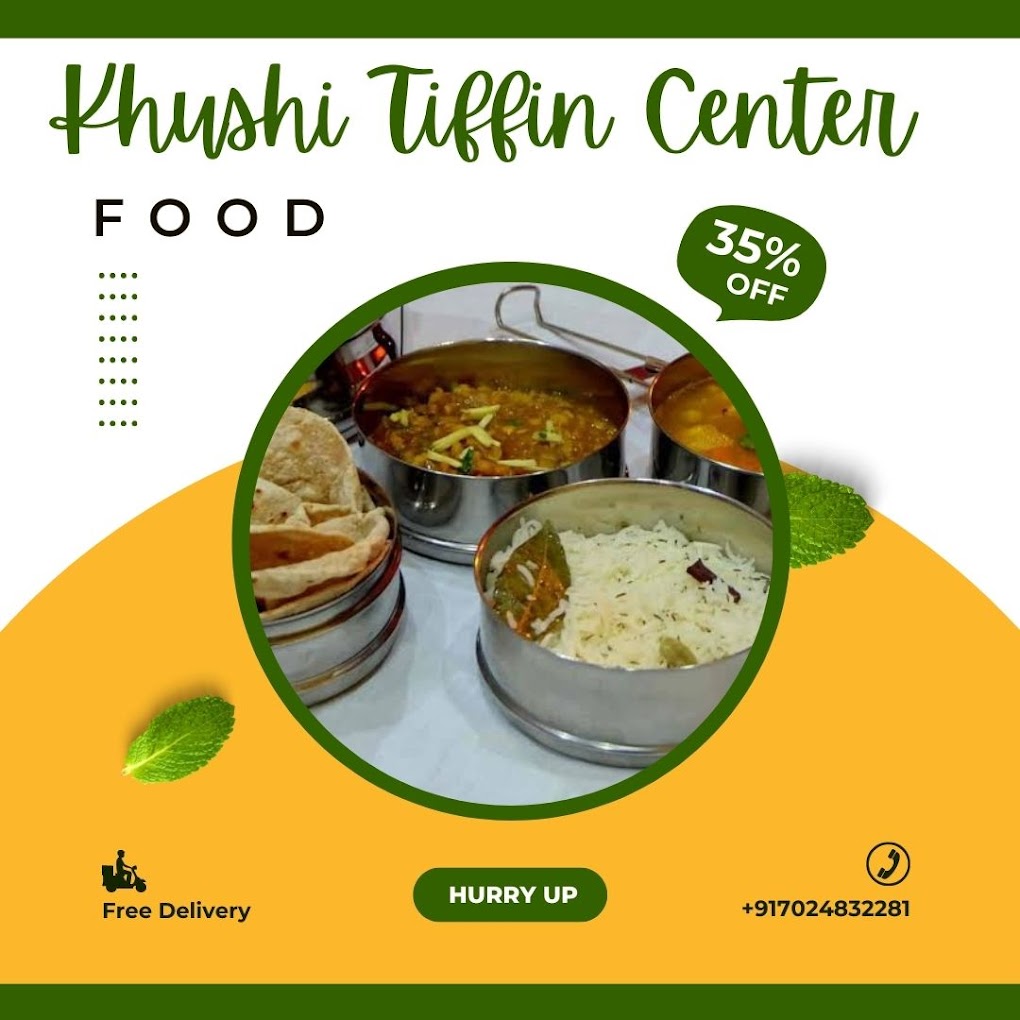 Khushi Tiffin Center
FOOD
35%
OFF
Free Delivery
HURRY UP
+917024832281